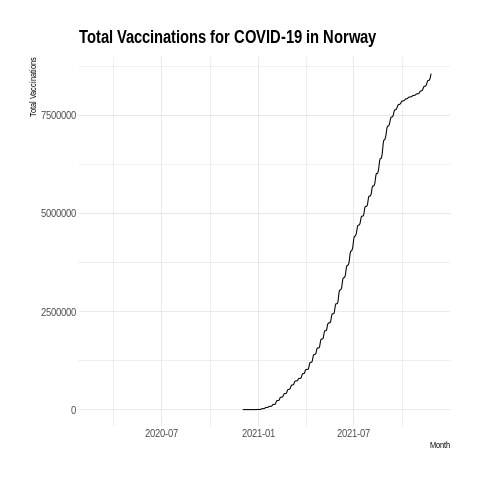 Total Vaccinations for COVID-19 in Norway
Total Vaccinations
7500000
5000000
2500000
0
2020-07 2021-01 2021-07
Month